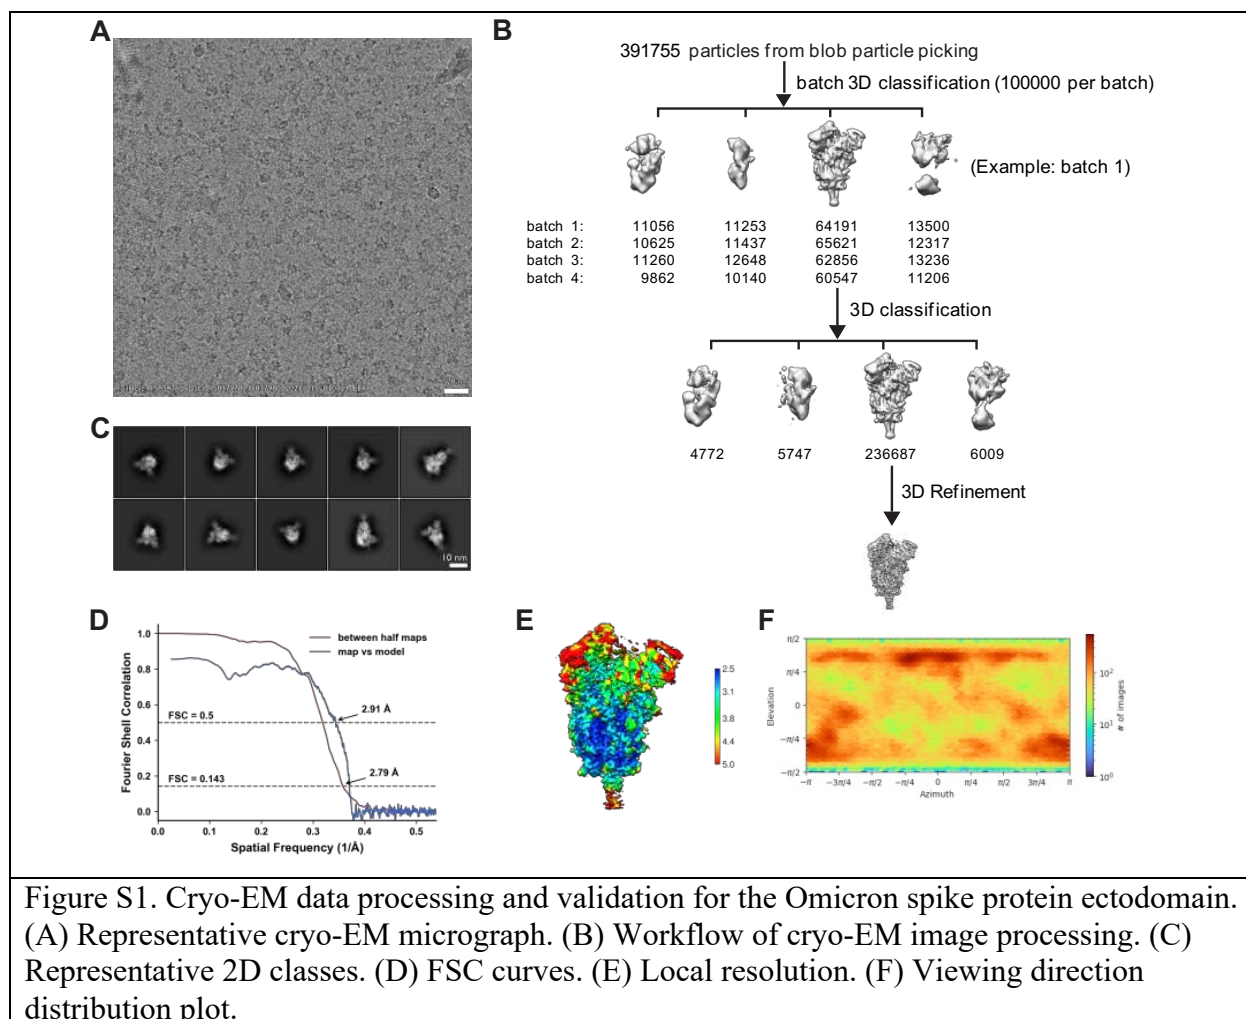 A
B
391755 particles from blob particle picking
batch 3D classification (100000 per batch)
(Example: batch 1)
batch 1: 11056 11253 64191 13500
batch 2: 10625 11437 65621 12317
batch 3: 11260 12648 62856 13236
batch 4: 9862 10140 60547 11206
3D classification
4772 5747 236687 6009
3D Refinement
C
10 nm
D
Fourier Shell Correlation
1.0
0.8
0.6
0.4
0.2
0.0
between half maps
map vs model
2.91 Å
FSC = 0.5
2.79 Å
FSC = 0.143
0.0 0.1 0.2 0.3 0.4 0.5
Spatial Frequency (1/Å)
E
2.5
3.1
3.8
4.4
5.0
F
Elevation
π/2
π/4
0
−π/4
−π/2
−π −3π/4 −π/2 −π/4 0 π/4 π/2 3π/4 π
Azimuth
10²
10¹
10⁰
# of images
Figure S1. Cryo-EM data processing and validation for the Omicron spike protein ectodomain.
(A) Representative cryo-EM micrograph. (B) Workflow of cryo-EM image processing. (C)
Representative 2D classes. (D) FSC curves. (E) Local resolution. (F) Viewing direction
distribution plot.